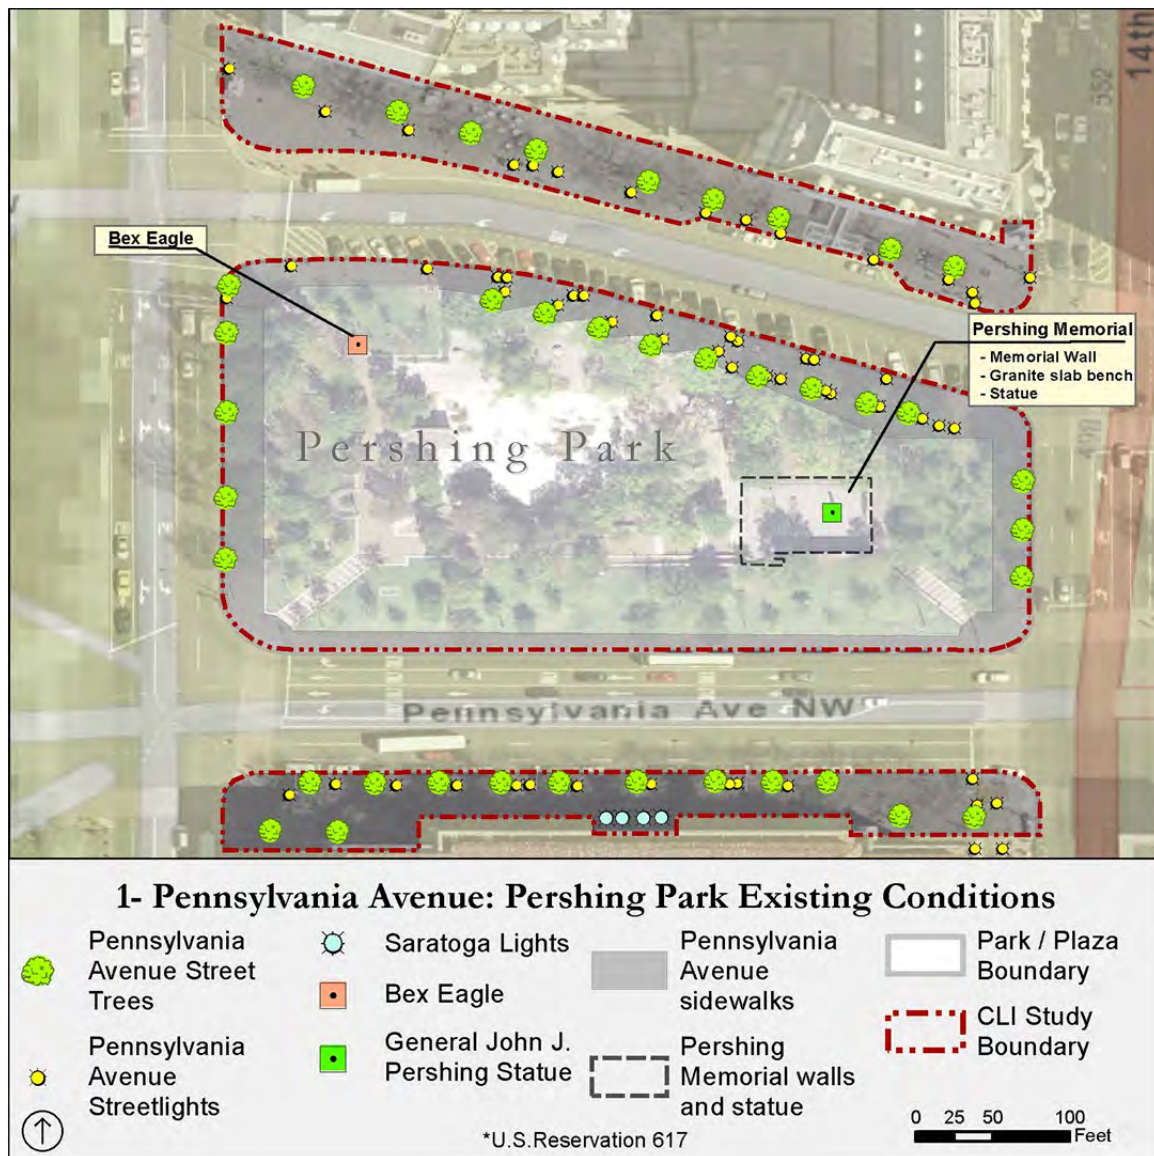 14th
352
Bex Eagle
Pershing Memorial
- Memorial Wall
- Granite slab bench
- Statue
Pershing Park
Pennsylvania Ave NW
1- Pennsylvania Avenue: Pershing Park Existing Conditions
Pennsylvania
Avenue Street
Trees
Pennsylvania
Avenue
Streetlights
Saratoga Lights
Bex Eagle
General John J.
Pershing Statue
Pennsylvania
Avenue
sidewalks
Pershing
Memorial walls
and statue
Park / Plaza
Boundary
CLI Study
Boundary
0 25 50 100
Feet
*U.S.Reservation 617